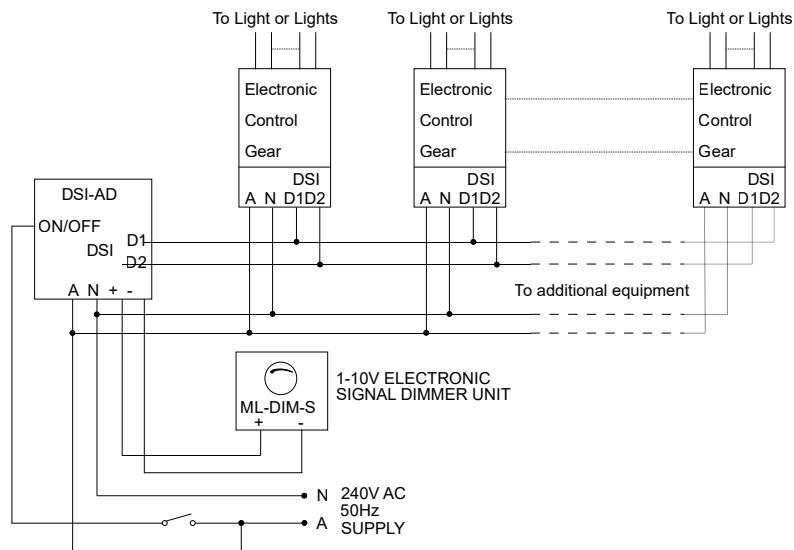 To Light or Lights To Light or Lights To Light or Lights
Electronic Electronic Electronic
Control Control Control
Gear Gear Gear
DSI DSI DSI
A N D1D2 A N D1D2 A N D1D2
DSI-AD
ON/OFF
D1
DSI
D2
A N + -
To additional equipment
1-10V ELECTRONIC
SIGNAL DIMMER UNIT
ML-DIM-S
+ -
N 240V AC
50Hz
A SUPPLY